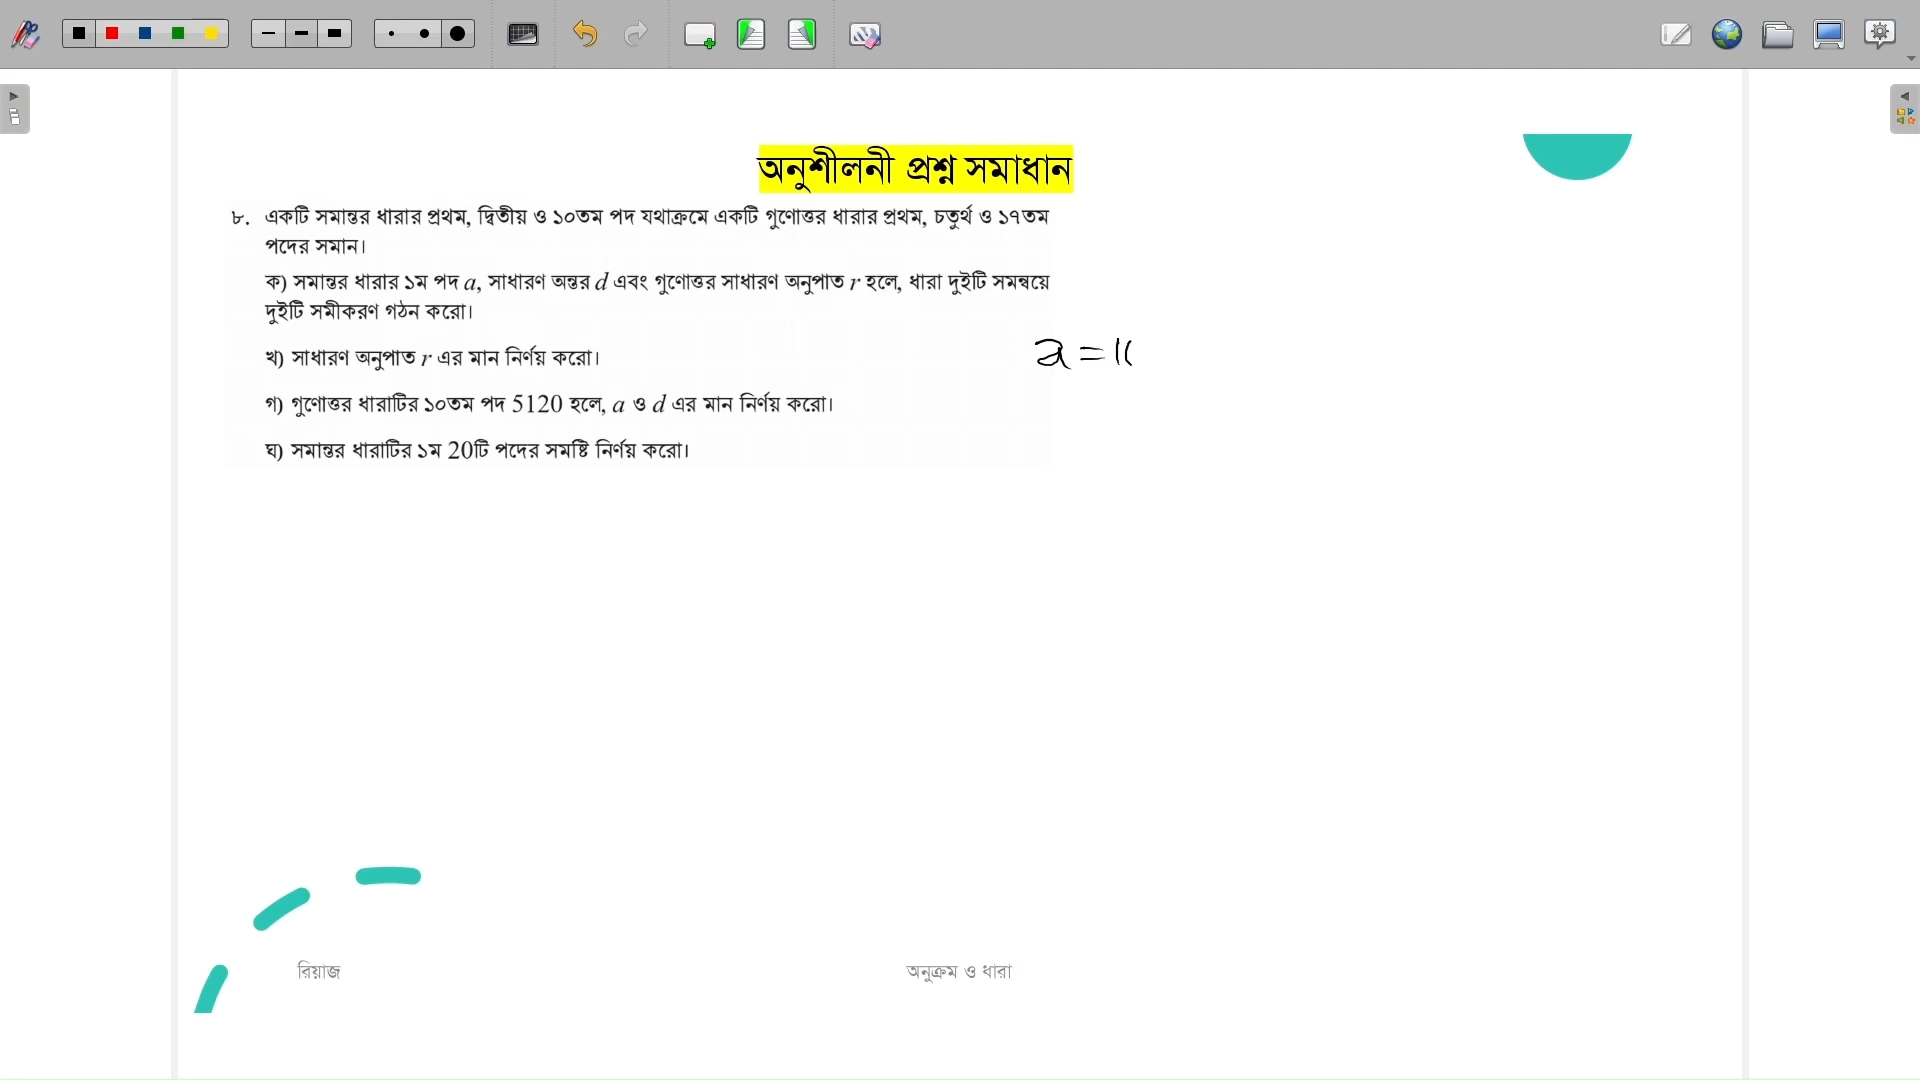 অনুশীলনী প্রশ্ন সমাধান
৮. একটি সমান্তর ধারার প্রথম, দ্বিতীয় ও ১০তম পদ যথাক্রমে একটি গুণোত্তর ধারার প্রথম, চতুর্থ ও ১৭তম
পদের সমান।
ক) সমান্তর ধারার ১ম পদ a, সাধারণ অন্তর d এবং গুণোত্তর সাধারণ অনুপাত r হলে, ধারা দুইটি সমন্বয়ে
দুইটি সমীকরণ গঠন করো।
খ) সাধারণ অনুপাত r এর মান নির্ণয় করো।
a =
গ) গুণোত্তর ধারাটির ১০তম পদ 5120 হলে, a ও d এর মান নির্ণয় করো।
ঘ) সমান্তর ধারাটির ১ম 20টি পদের সমষ্টি নির্ণয় করো।
রিয়াজ
অনুক্রম ও ধারা